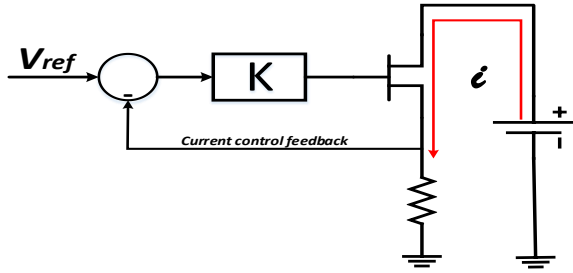 Vref
-
K
i
Current control feedback
+
-